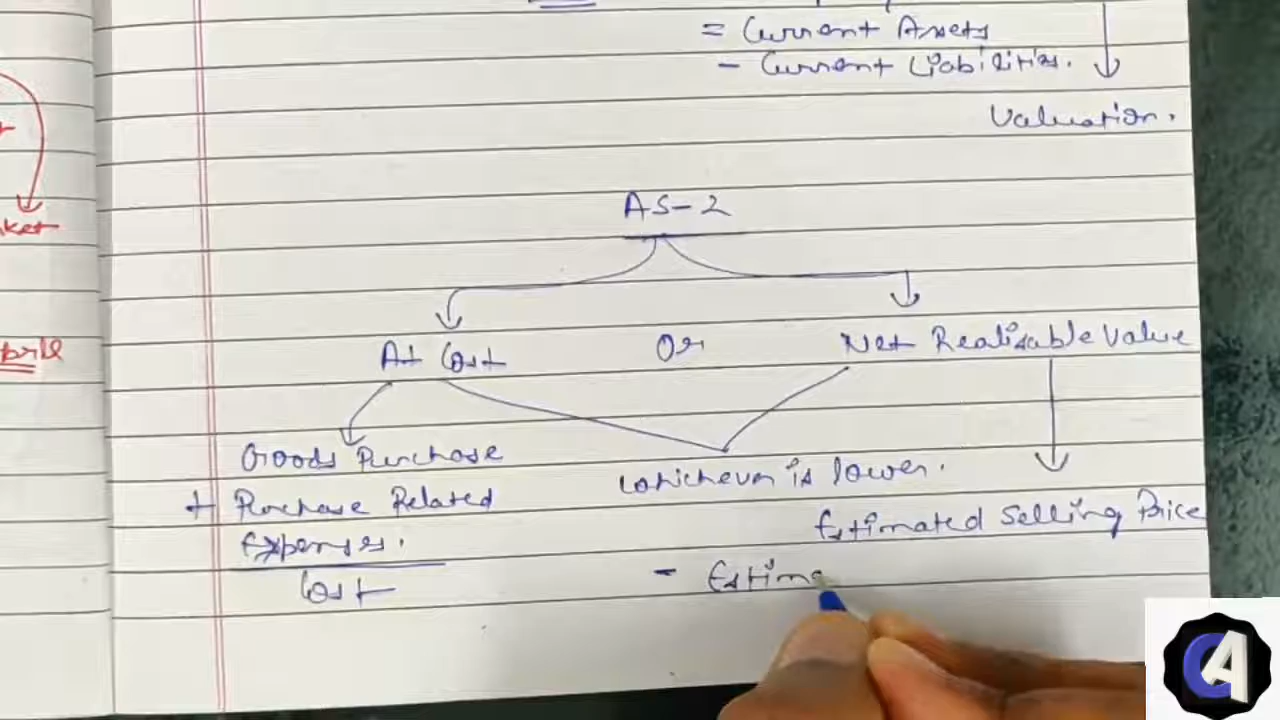 = Current Assets
- Current Liabilities.
Valuation.
AS-2
At Cost Or Net Realisable Value
Goods Purchase
+ Purchase Related
Expenses.
Cost
whichever is lower.
Estimated Selling Price
- Estima
CA